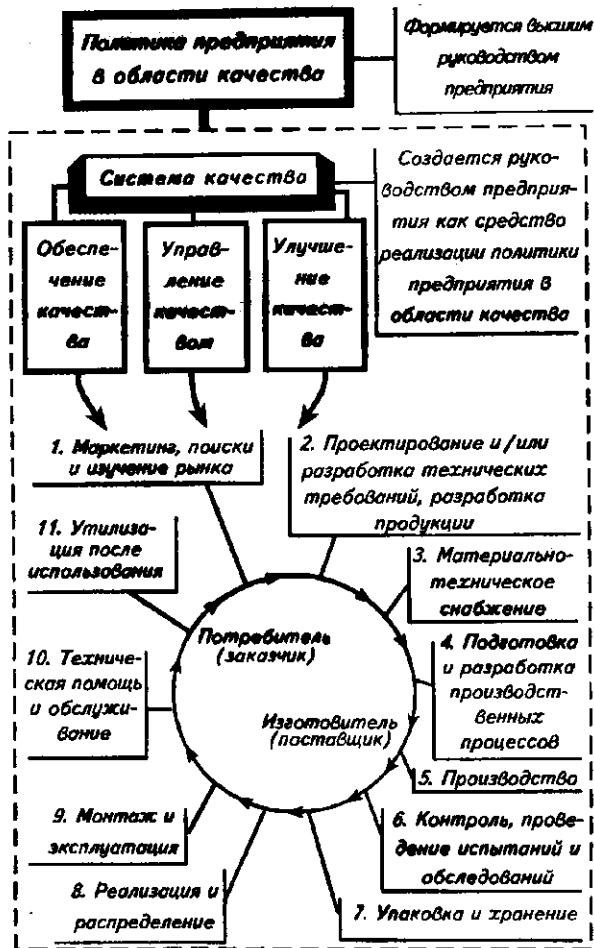 Политика предприятия
в области качества
Формируется высшим
руководством
предприятия
Система качества
Создается руко-
водством предприя-
тия как средство
реализации политики
предприятия в
области качества
Обеспе-
чение
качест-
ва
Управ-
ление
качест-
вом
Улучше-
ние
качест-
ва
1. Маркетинг, поиски
и изучение рынка
2. Проектирование и/или
разработка технических
требований, разработка
продукции
11. Утилиза-
ция после
использования
3. Материально-
техническое
снабжение
Потребитель
(заказчик)
10. Техниче-
ская помощь
и обслужи-
вание
4. Подготовка
и разработка
производст-
венных
процессов
Изготовитель
(поставщик)
5. Производство
9. Монтаж и
эксплуатация
6. Контроль, прове-
дение испытаний и
обследований
8. Реализация и
распределение
7. Упаковка и хранение